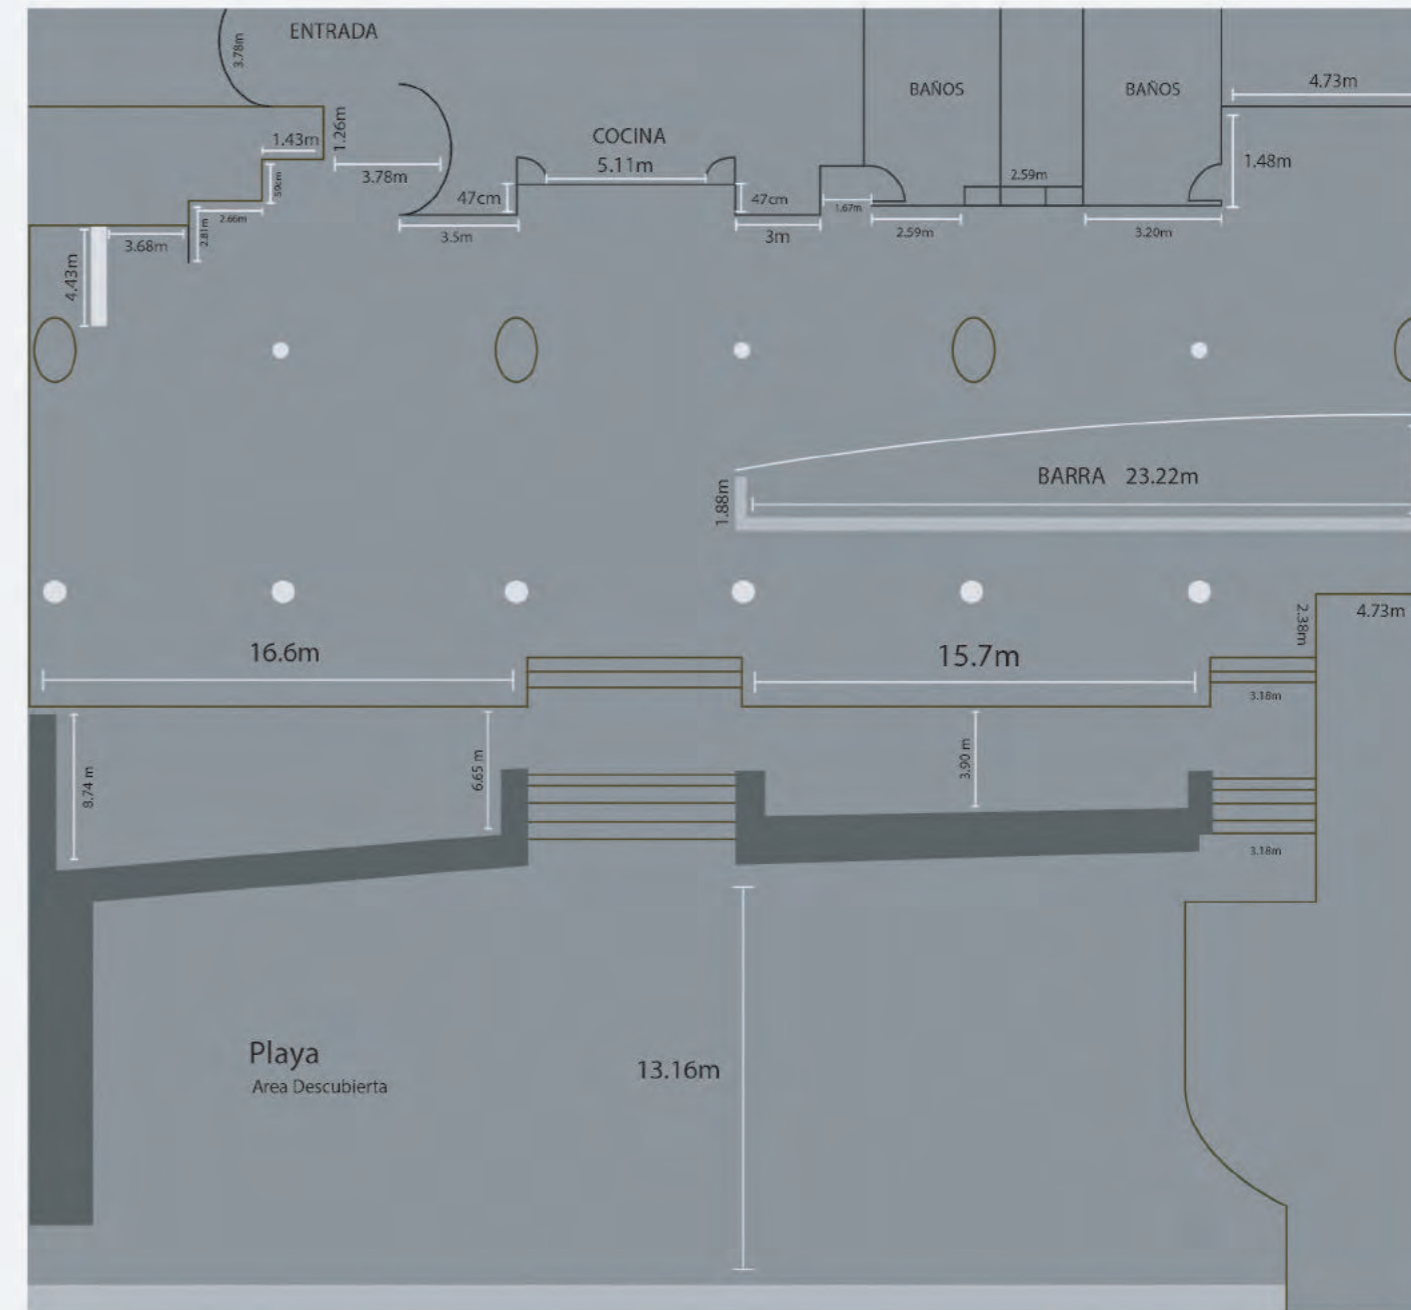 ENTRADA
3.78m
1.26m
1.43m
59cm
2.66m
2.81m
3.68m
4.43m
3.78m
3.5m
47cm
COCINA
5.11m
47cm
3m
1.67m
BAÑOS
2.59m
2.59m
BAÑOS
3.20m
4.73m
1.48m
BARRA 23.22m
1.88m
16.6m
15.7m
2.38m
4.73m
3.18m
8.74 m
6.65 m
3.90 m
3.18m
Playa
Area Descubierta
13.16m